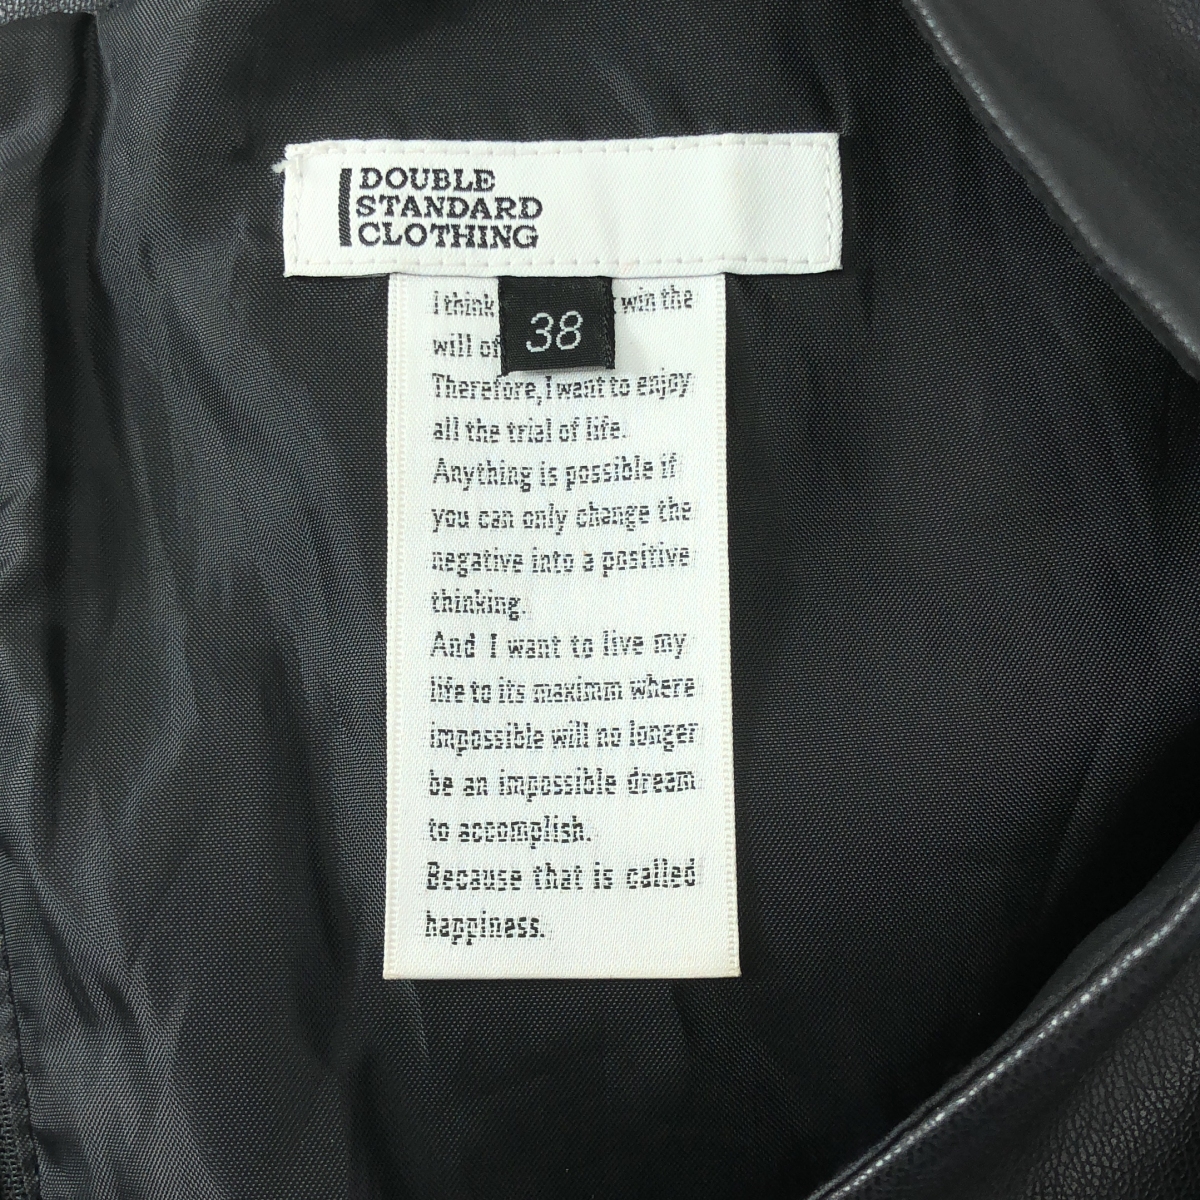 DOUBLE
STANDARD
CLOTHING
38
I think win the
will of
Therefore, I want to enjoy
all the trial of life.
Anything is possible if
you can only change the
negative into a positive
thinking.
And I want to live my
life to its maximm where
impossible will no longer
be an impossible dream
to accomplish.
Because that is called
happiness.